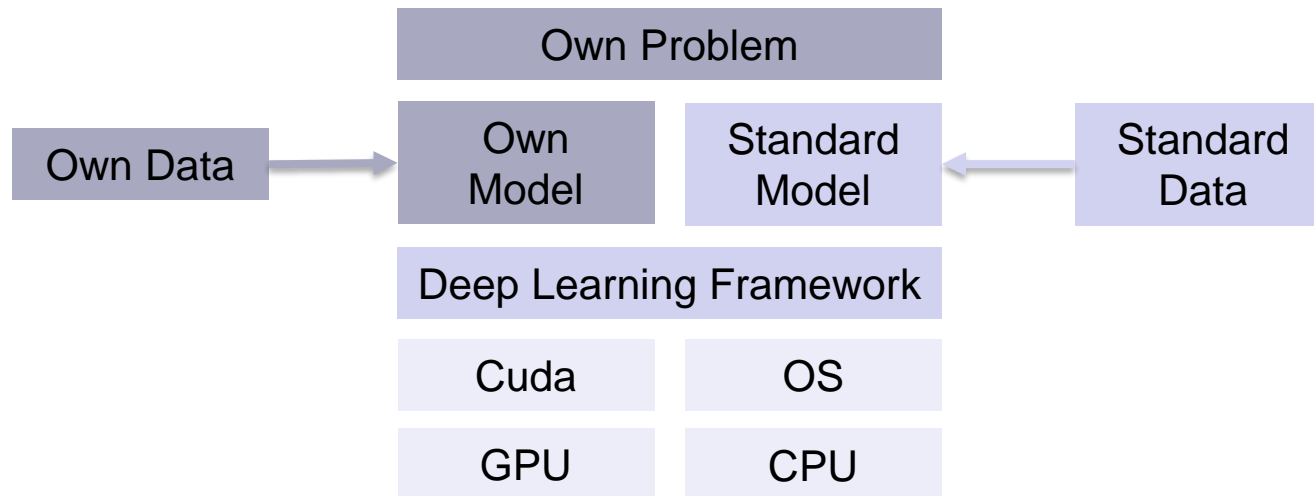 Own Problem
Own Data
Own
Model
Standard
Model
Standard
Data
Deep Learning Framework
Cuda
OS
GPU
CPU